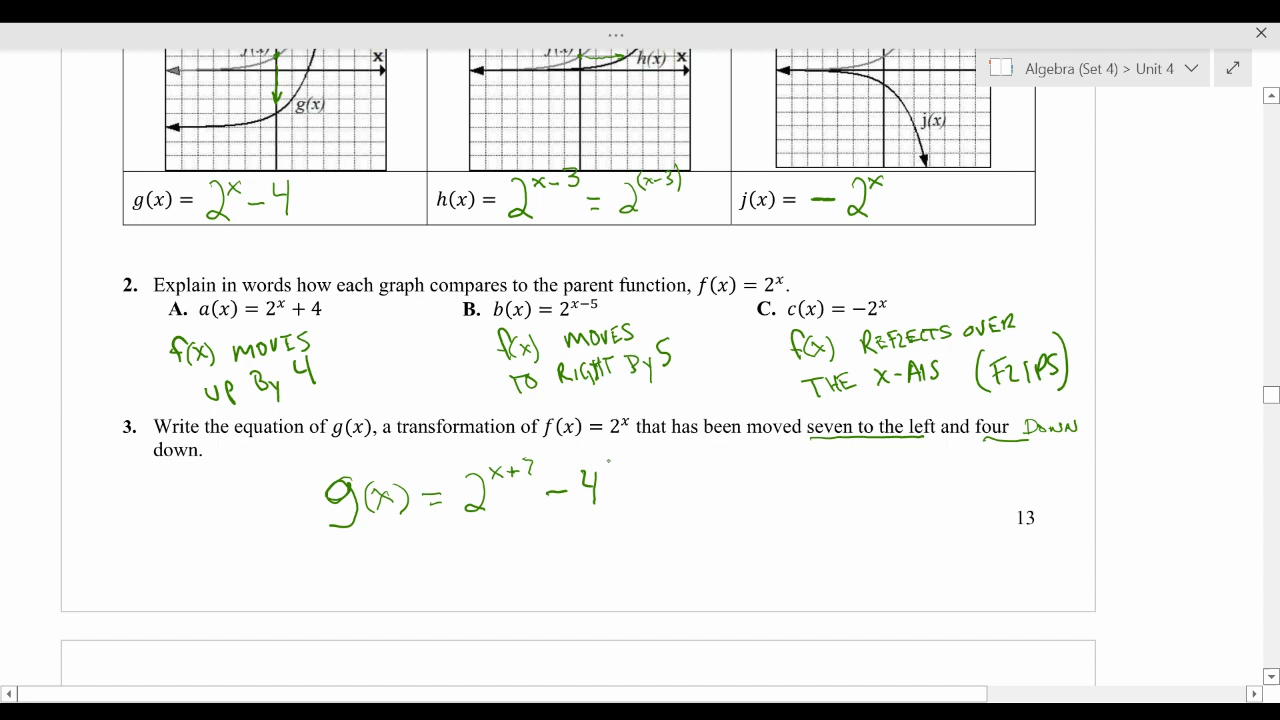 ...
Algebra (Set 4) > Unit 4
x
g(x)
h(x) x
j(x)
g(x) = 2^x - 4
h(x) = 2^{x-3} = 2^{(x-3)}
j(x) = - 2^x
2. Explain in words how each graph compares to the parent function, f(x) = 2^x.
A. a(x) = 2^x + 4 B. b(x) = 2^{x-5} C. c(x) = -2^x
f(x) MOVES
UP BY 4
f(x) MOVES
TO RIGHT BY 5
f(x) REFLECTS OVER
THE X-AIS (FLIPS)
3. Write the equation of g(x), a transformation of f(x) = 2^x that has been moved seven to the left and four DOWN
down.
g(x) = 2^{x+7} - 4
13